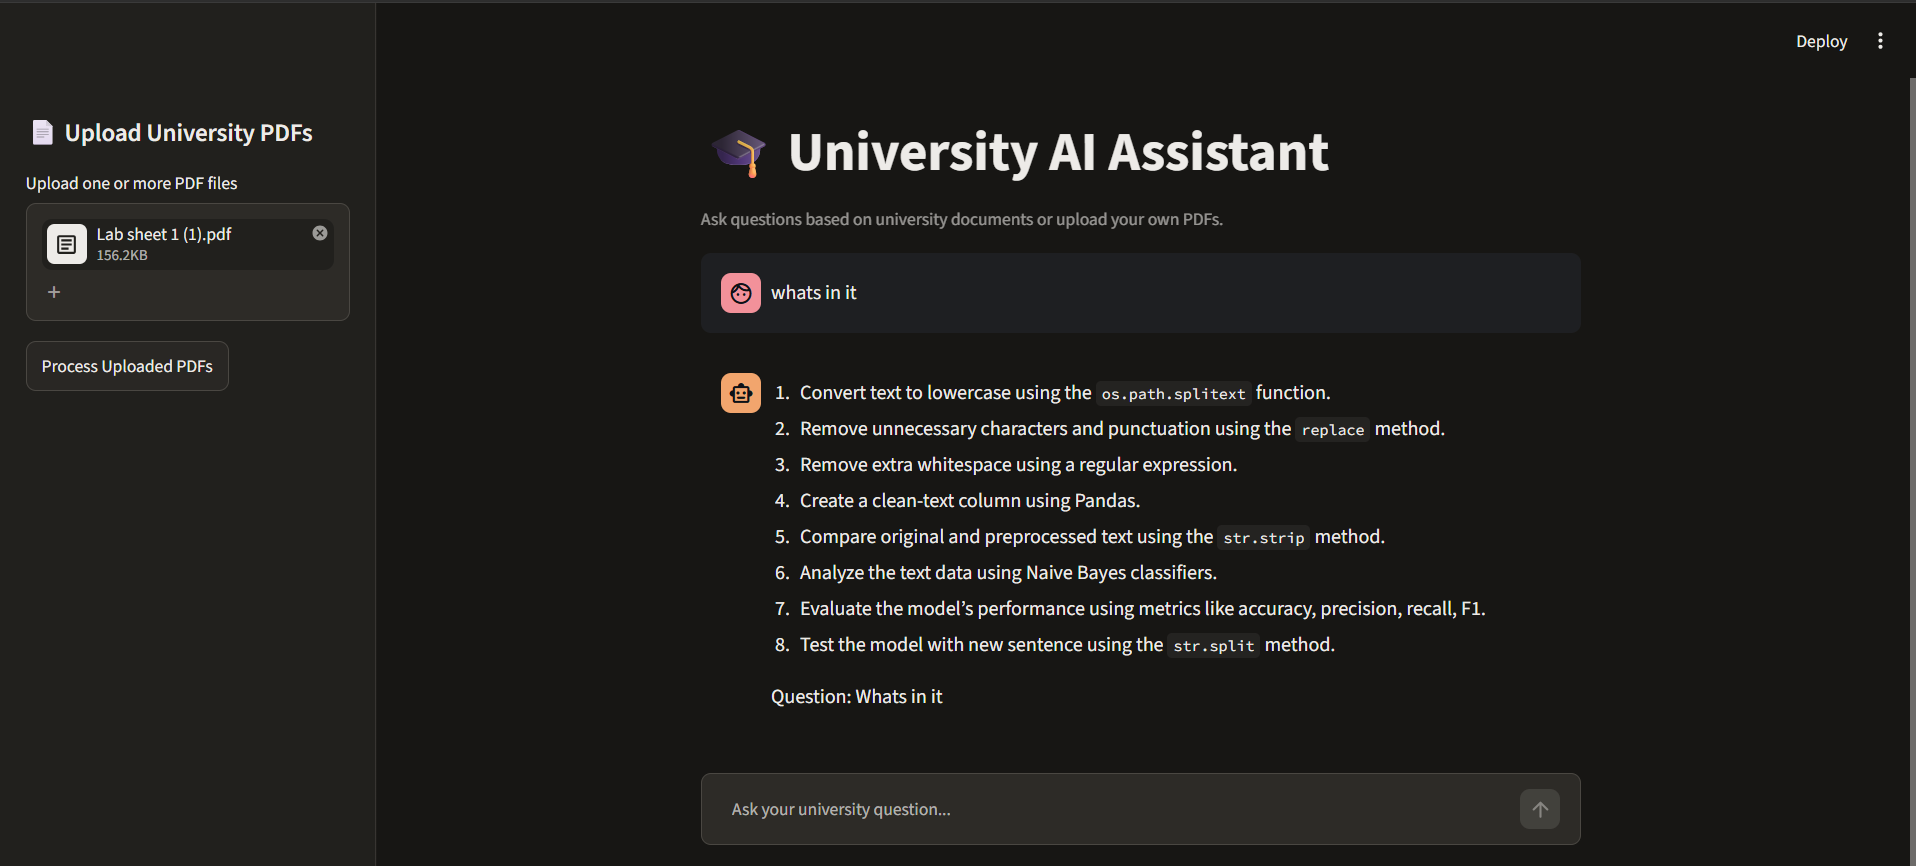 Deploy
Upload University PDFs
Upload one or more PDF files
Lab sheet 1 (1).pdf
156.2KB
Process Uploaded PDFs
University AI Assistant
Ask questions based on university documents or upload your own PDFs.
whats in it
1. Convert text to lowercase using the os.path.splitext function.
2. Remove unnecessary characters and punctuation using the replace method.
3. Remove extra whitespace using a regular expression.
4. Create a clean-text column using Pandas.
5. Compare original and preprocessed text using the str.strip method.
6. Analyze the text data using Naive Bayes classifiers.
7. Evaluate the model’s performance using metrics like accuracy, precision, recall, F1.
8. Test the model with new sentence using the str.split method.
Question: Whats in it
Ask your university question...